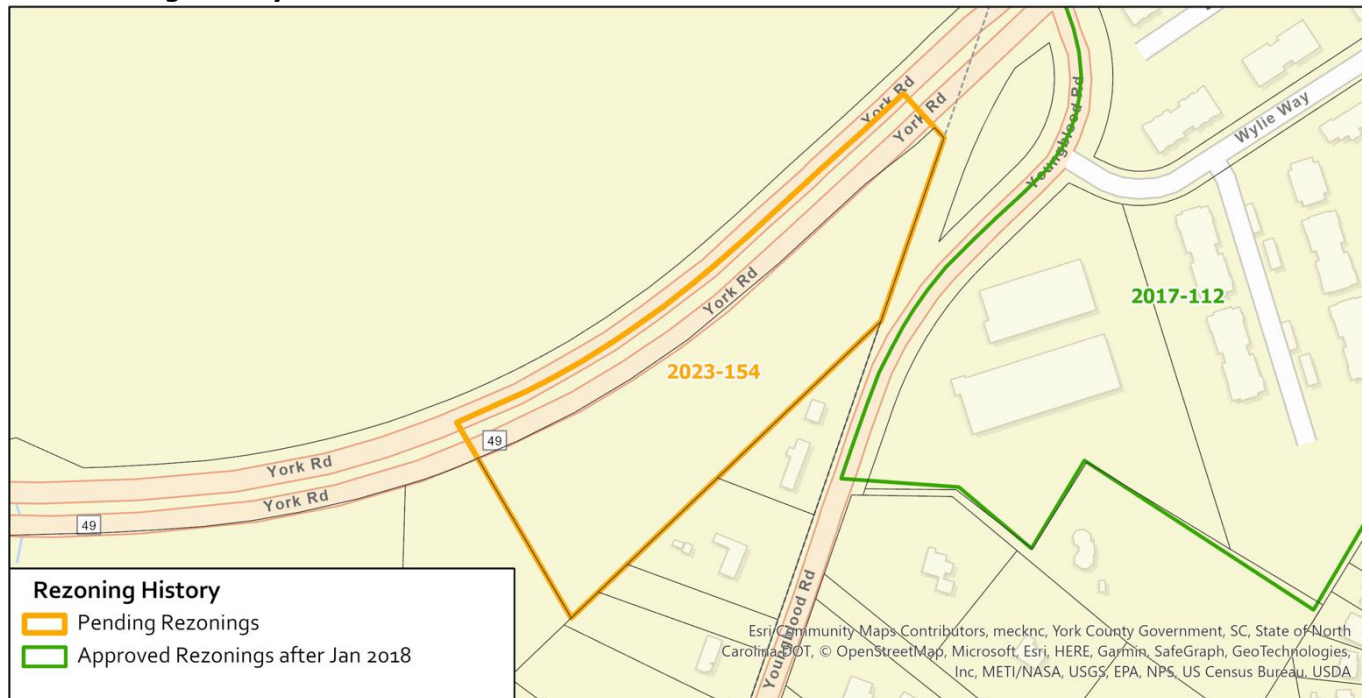 York Rd
York Rd
Youngblood Rd
Wylie Way
York Rd
2017-112
2023-154
49
York Rd
York Rd
49
Youngblood Rd
Rezoning History
Pending Rezonings
Approved Rezonings after Jan 2018
Esri Community Maps Contributors, mecknc, York County Government, SC, State of North
Carolina DOT, © OpenStreetMap, Microsoft, Esri, HERE, Garmin, SafeGraph, GeoTechnologies,
Inc, METI/NASA, USGS, EPA, NPS, US Census Bureau, USDA